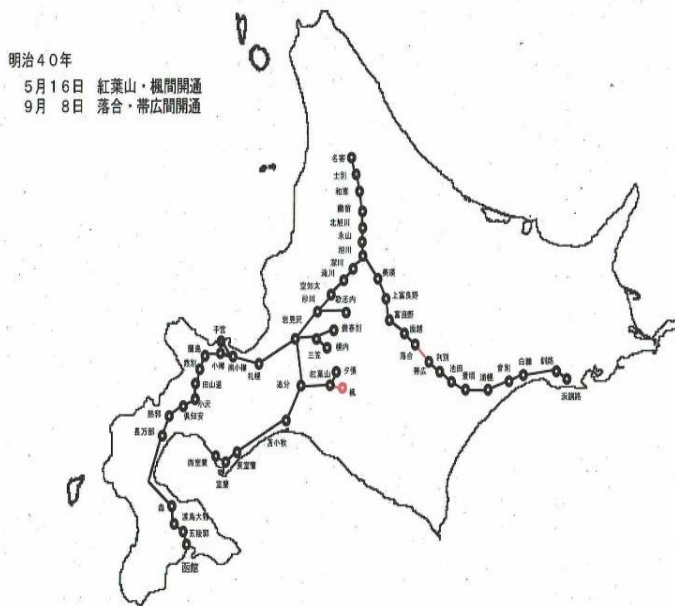 明治40年
5月16日 紅葉山・楓間開通
9月 8日 落合・帯広間開通
名寄
士別
和寒
蘭留
北旭川
永山
旭川
深川
滝川
空知太
砂川
歌志内
美瑛
上富良野
富良野
鹿越
落合
帯広
利別
池田
豊頃
浦幌
音別
白糠
釧路
浜釧路
岩見沢
幾春別
三笠
幌内
手宮
蘭島
小樽
南小樽
札幌
然別
旧山道
小沢
倶知安
熱郛
長万部
追分
紅葉山
夕張
楓
苫小牧
西室蘭
室蘭
東室蘭
森
渡島大野
五稜郭
函館